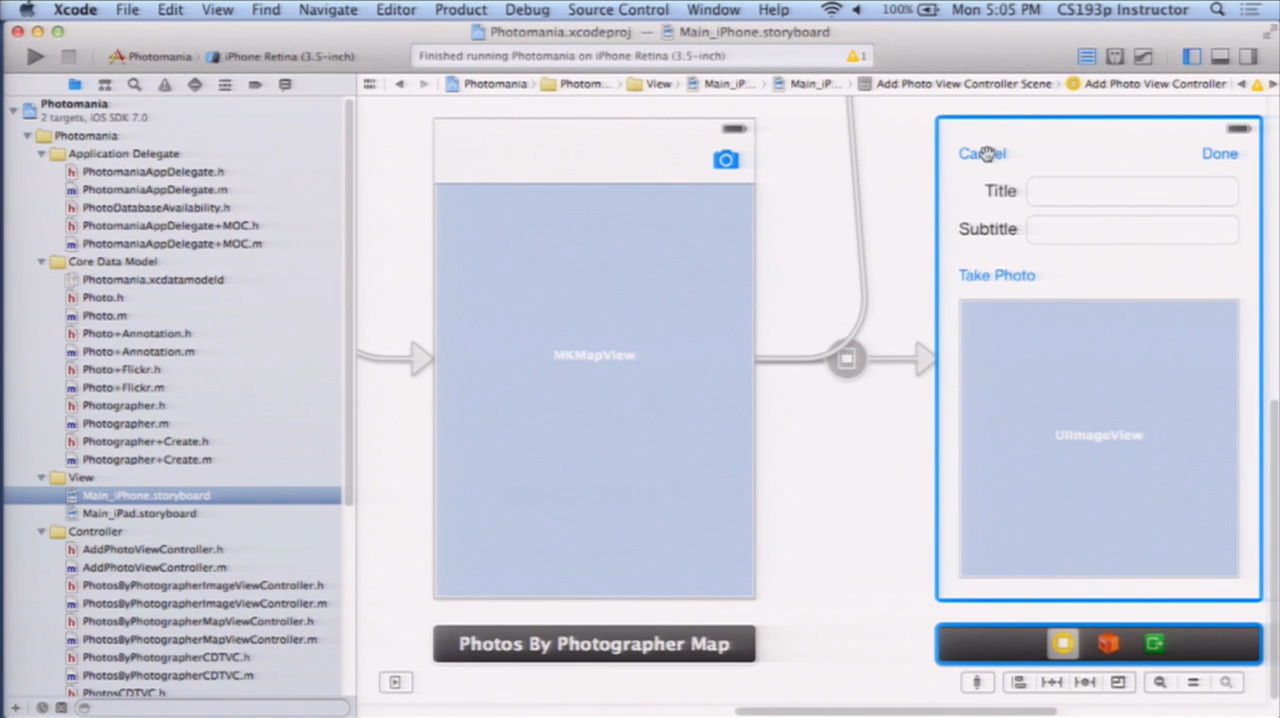 Xcode File Edit View Find Navigate Editor Product Debug Source Control Window Help 100% Mon 5:05 PM CS193p Instructor
Photomania.xcodeproj — Main_iPhone.storyboard
Photomania iPhone Retina (3.5-inch) Finished running Photomania on iPhone Retina (3.5-inch) 1
Photomania Photom... View Main_iP... Main_iP... Add Photo View Controller Scene Add Photo View Controller
Photomania
2 targets, iOS SDK 7.0
Photomania
Application Delegate
PhotomaniaAppDelegate.h
PhotomaniaAppDelegate.m
PhotoDatabaseAvailability.h
PhotomaniaAppDelegate+MOC.h
PhotomaniaAppDelegate+MOC.m
Core Data Model
Photomania.xcdatamodeld
Photo.h
Photo.m
Photo+Annotation.h
Photo+Annotation.m
Photo+Flickr.h
Photo+Flickr.m
Photographer.h
Photographer.m
Photographer+Create.h
Photographer+Create.m
View
Main_iPhone.storyboard
Main_iPad.storyboard
Controller
AddPhotoViewController.h
AddPhotoViewController.m
PhotosByPhotographerImageViewController.h
PhotosByPhotographerImageViewController.m
PhotosByPhotographerMapViewController.h
PhotosByPhotographerMapViewController.m
PhotosByPhotographerCDTVC.h
PhotosByPhotographerCDTVC.m
PhotosCDTVC.h
MKMapView
Photos By Photographer Map
Cancel Done
Title
Subtitle
Take Photo
UIImageView